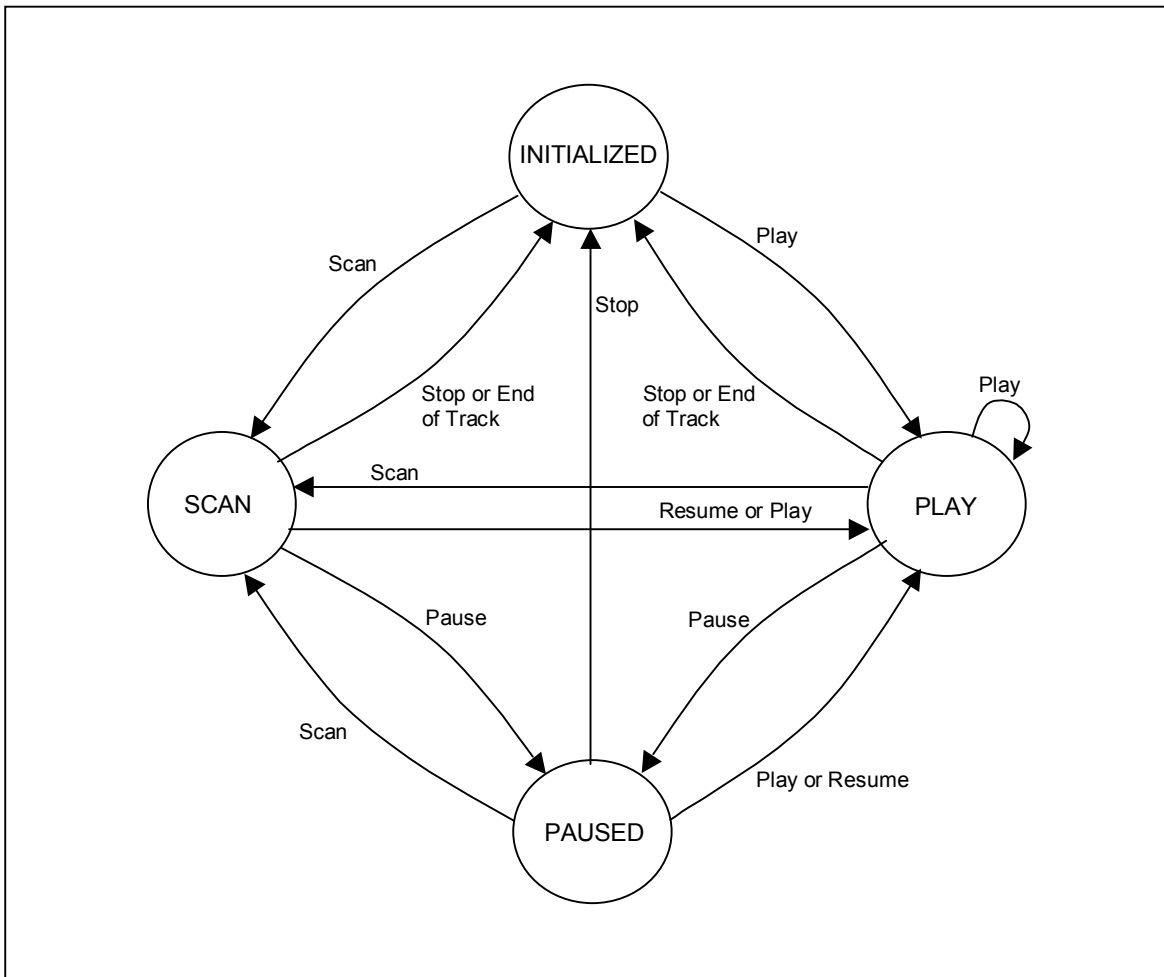 INITIALIZED
Play
Scan
Stop
Stop or End
of Track
Stop or End
of Track
Play
Scan
SCAN
PLAY
Resume or Play
Pause
Pause
Scan
Play or Resume
PAUSED